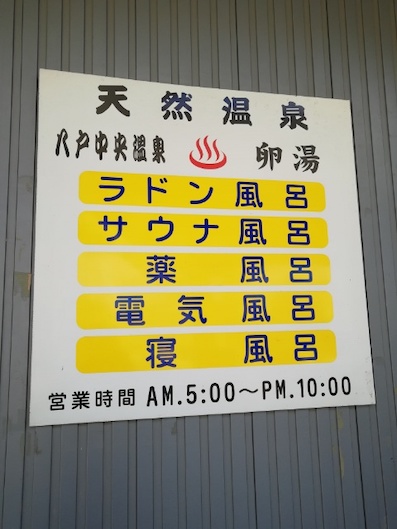 天然温泉
八戸中央温泉 ♨ 卵湯
ラドン風呂
サウナ風呂
薬風呂
電気風呂
寝風呂
営業時間 AM.5:00～PM.10:00